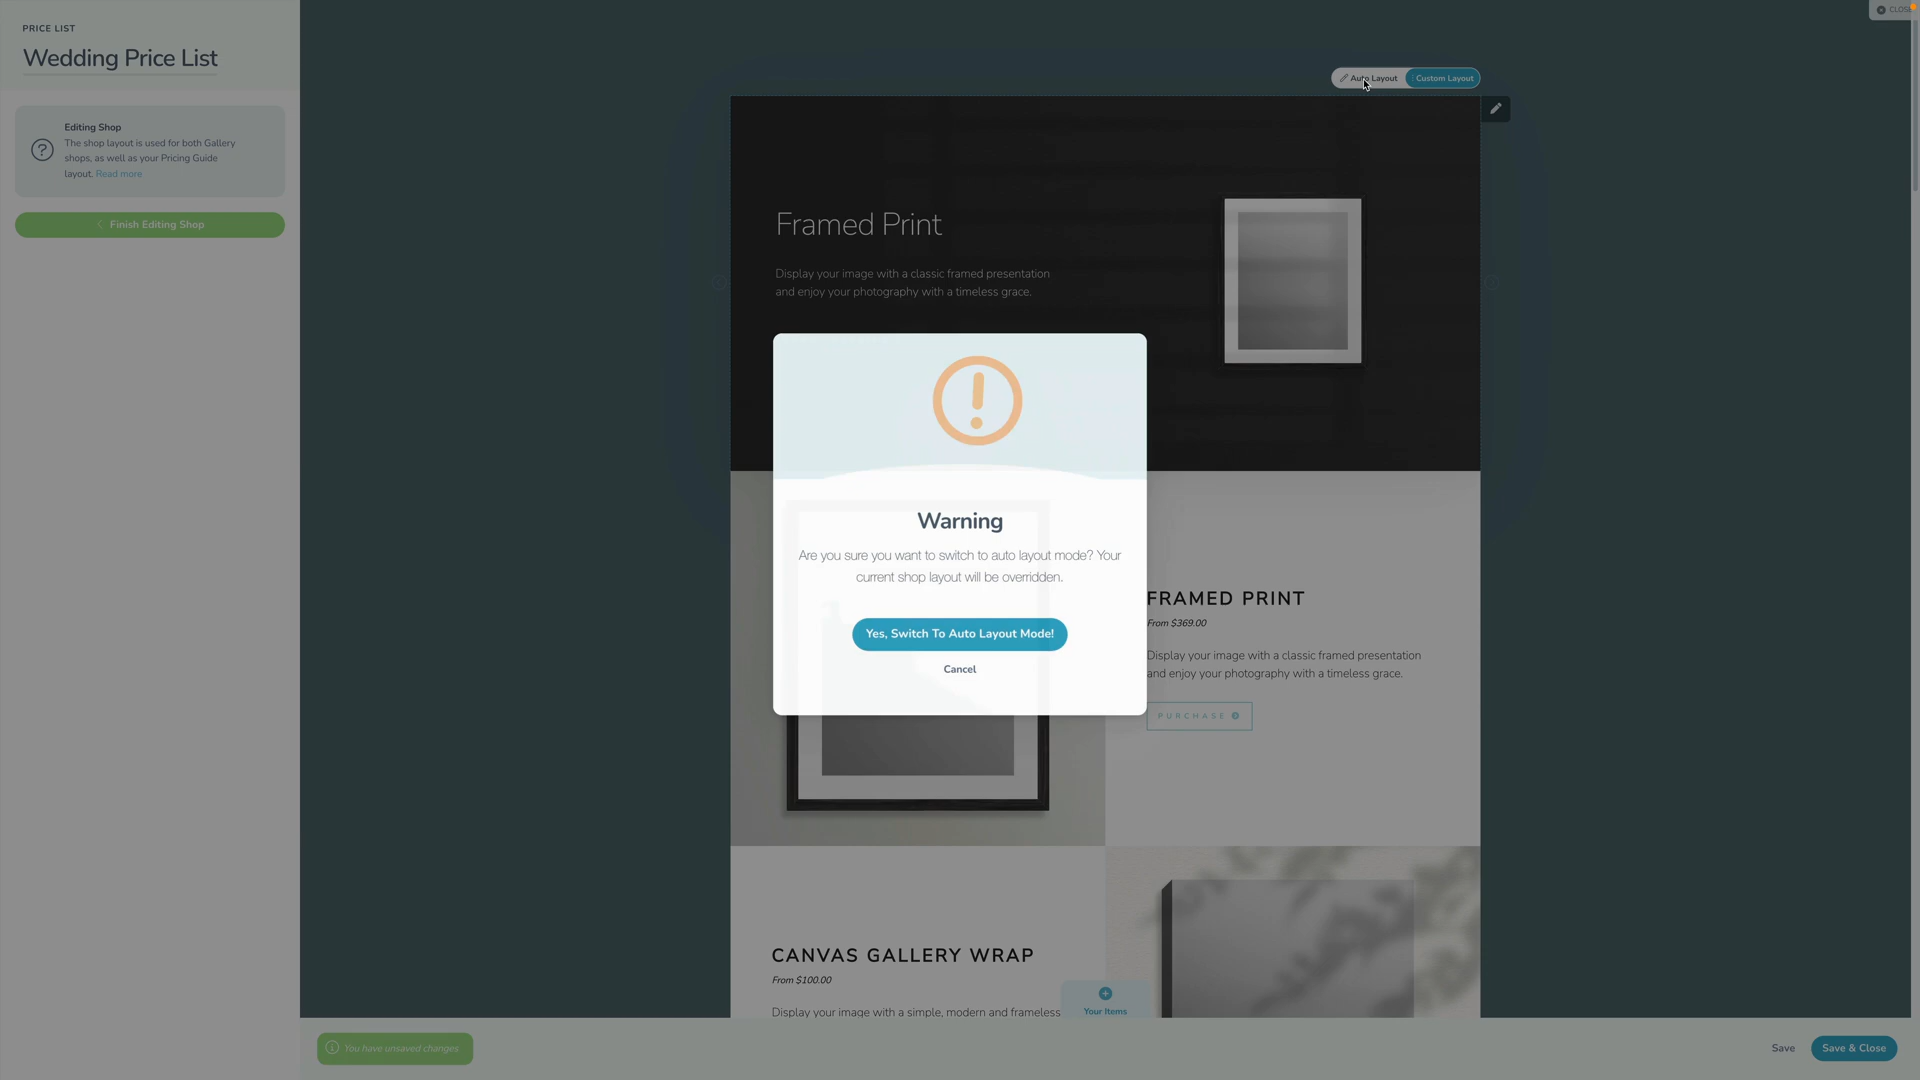 PRICE LIST
Wedding Price List
Editing Shop
The shop layout is used for both Gallery
shops, as well as your Pricing Guide
layout. Read more
Finish Editing Shop
CLOSE
Auto Layout
Custom Layout
Framed Print
Display your image with a classic framed presentation
and enjoy your photography with a timeless grace.
Warning
Are you sure you want to switch to auto layout mode? Your
current shop layout will be overridden.
Yes, Switch To Auto Layout Mode!
Cancel
FRAMED PRINT
From $369.00
Display your image with a classic framed presentation
and enjoy your photography with a timeless grace.
PURCHASE
CANVAS GALLERY WRAP
From $100.00
Display your image with a simple, modern and frameless
Your Items
You have unsaved changes
Save
Save & Close